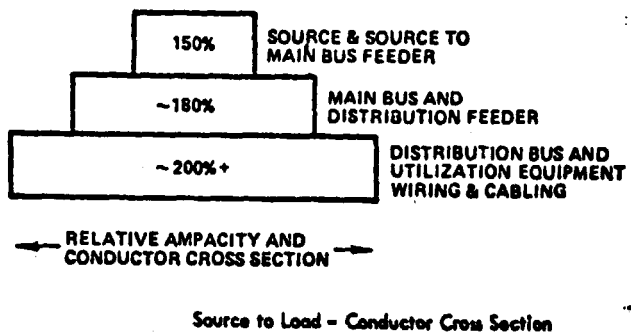 150%
SOURCE & SOURCE TO
MAIN BUS FEEDER
~180%
MAIN BUS AND
DISTRIBUTION FEEDER
~200%+
DISTRIBUTION BUS AND
UTILIZATION EQUIPMENT
WIRING & CABLING
RELATIVE AMPACITY AND
CONDUCTOR CROSS SECTION
Source to Load - Conductor Cross Section